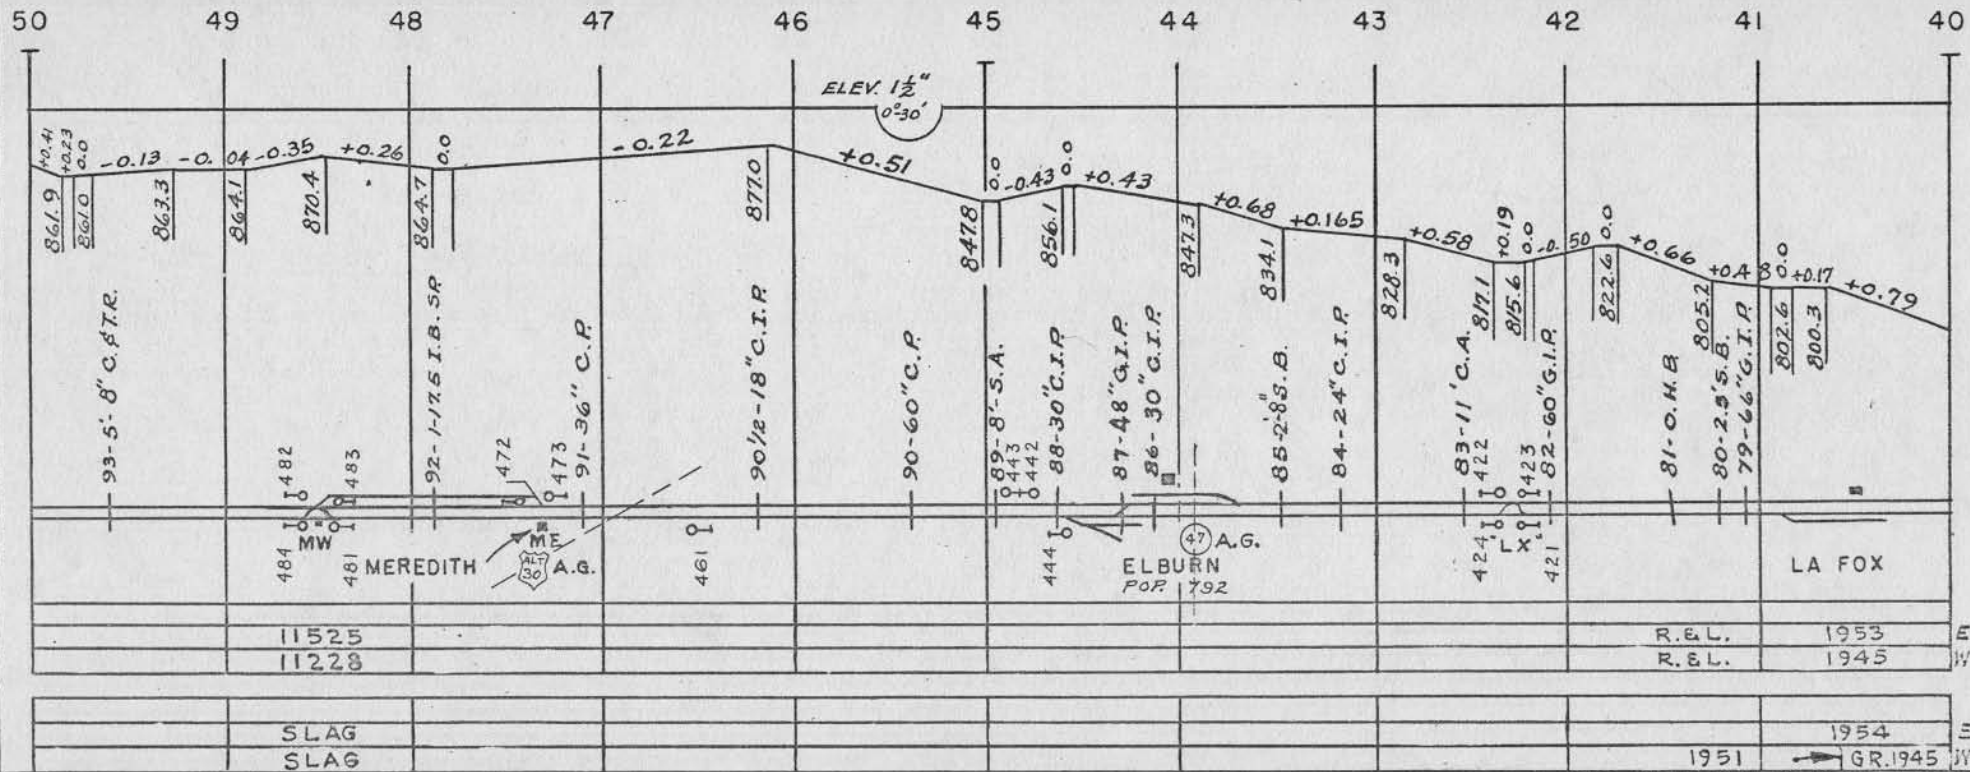 50 49 48 47 46 45 44 43 42 41 40
ELEV. 1½"
0°-30'
+0.41 +0.23 0.0 -0.13 -0.04 -0.35 +0.26 0.0 -0.22 +0.51 0.0 -0.43 0.0 +0.43 +0.68 +0.165 +0.58 +0.19 0.0 -0.50 0.0 +0.66 +0.48 0.0 +0.17 +0.79
861.9 861.0 863.3 864.1 870.4 864.7 877.0 847.8 856.1 847.3 834.1 828.3 817.1 815.6 822.6 805.2 802.6 800.3
93-5'-8" C.&T.R.
92-1-17.5 I.B. SP.
91-36" C.P.
90½-18" C.I.P.
90-60" C.P.
89-8'-S.A.
88-30" C.I.P.
87-48" G.I.P.
86-30" C.I.P.
85-2'-8 S.B.
84-24" C.I.P.
83-11' C.A.
82-60" G.I.P.
81-O.H.B.
80-2.3' S.B.
79-66" G.I.P.
482 483 472 473 443 442 422 423
484 481 461 444 424 421
MW
MEREDITH
ME
ALT 30
A.G.
47
A.G.
ELBURN
POP. 1792
"LX"
LA FOX
11525 R.&L. 1953 E
11228 R.&L. 1945 W
SLAG 1954 E
SLAG 1951 GR.1945 W